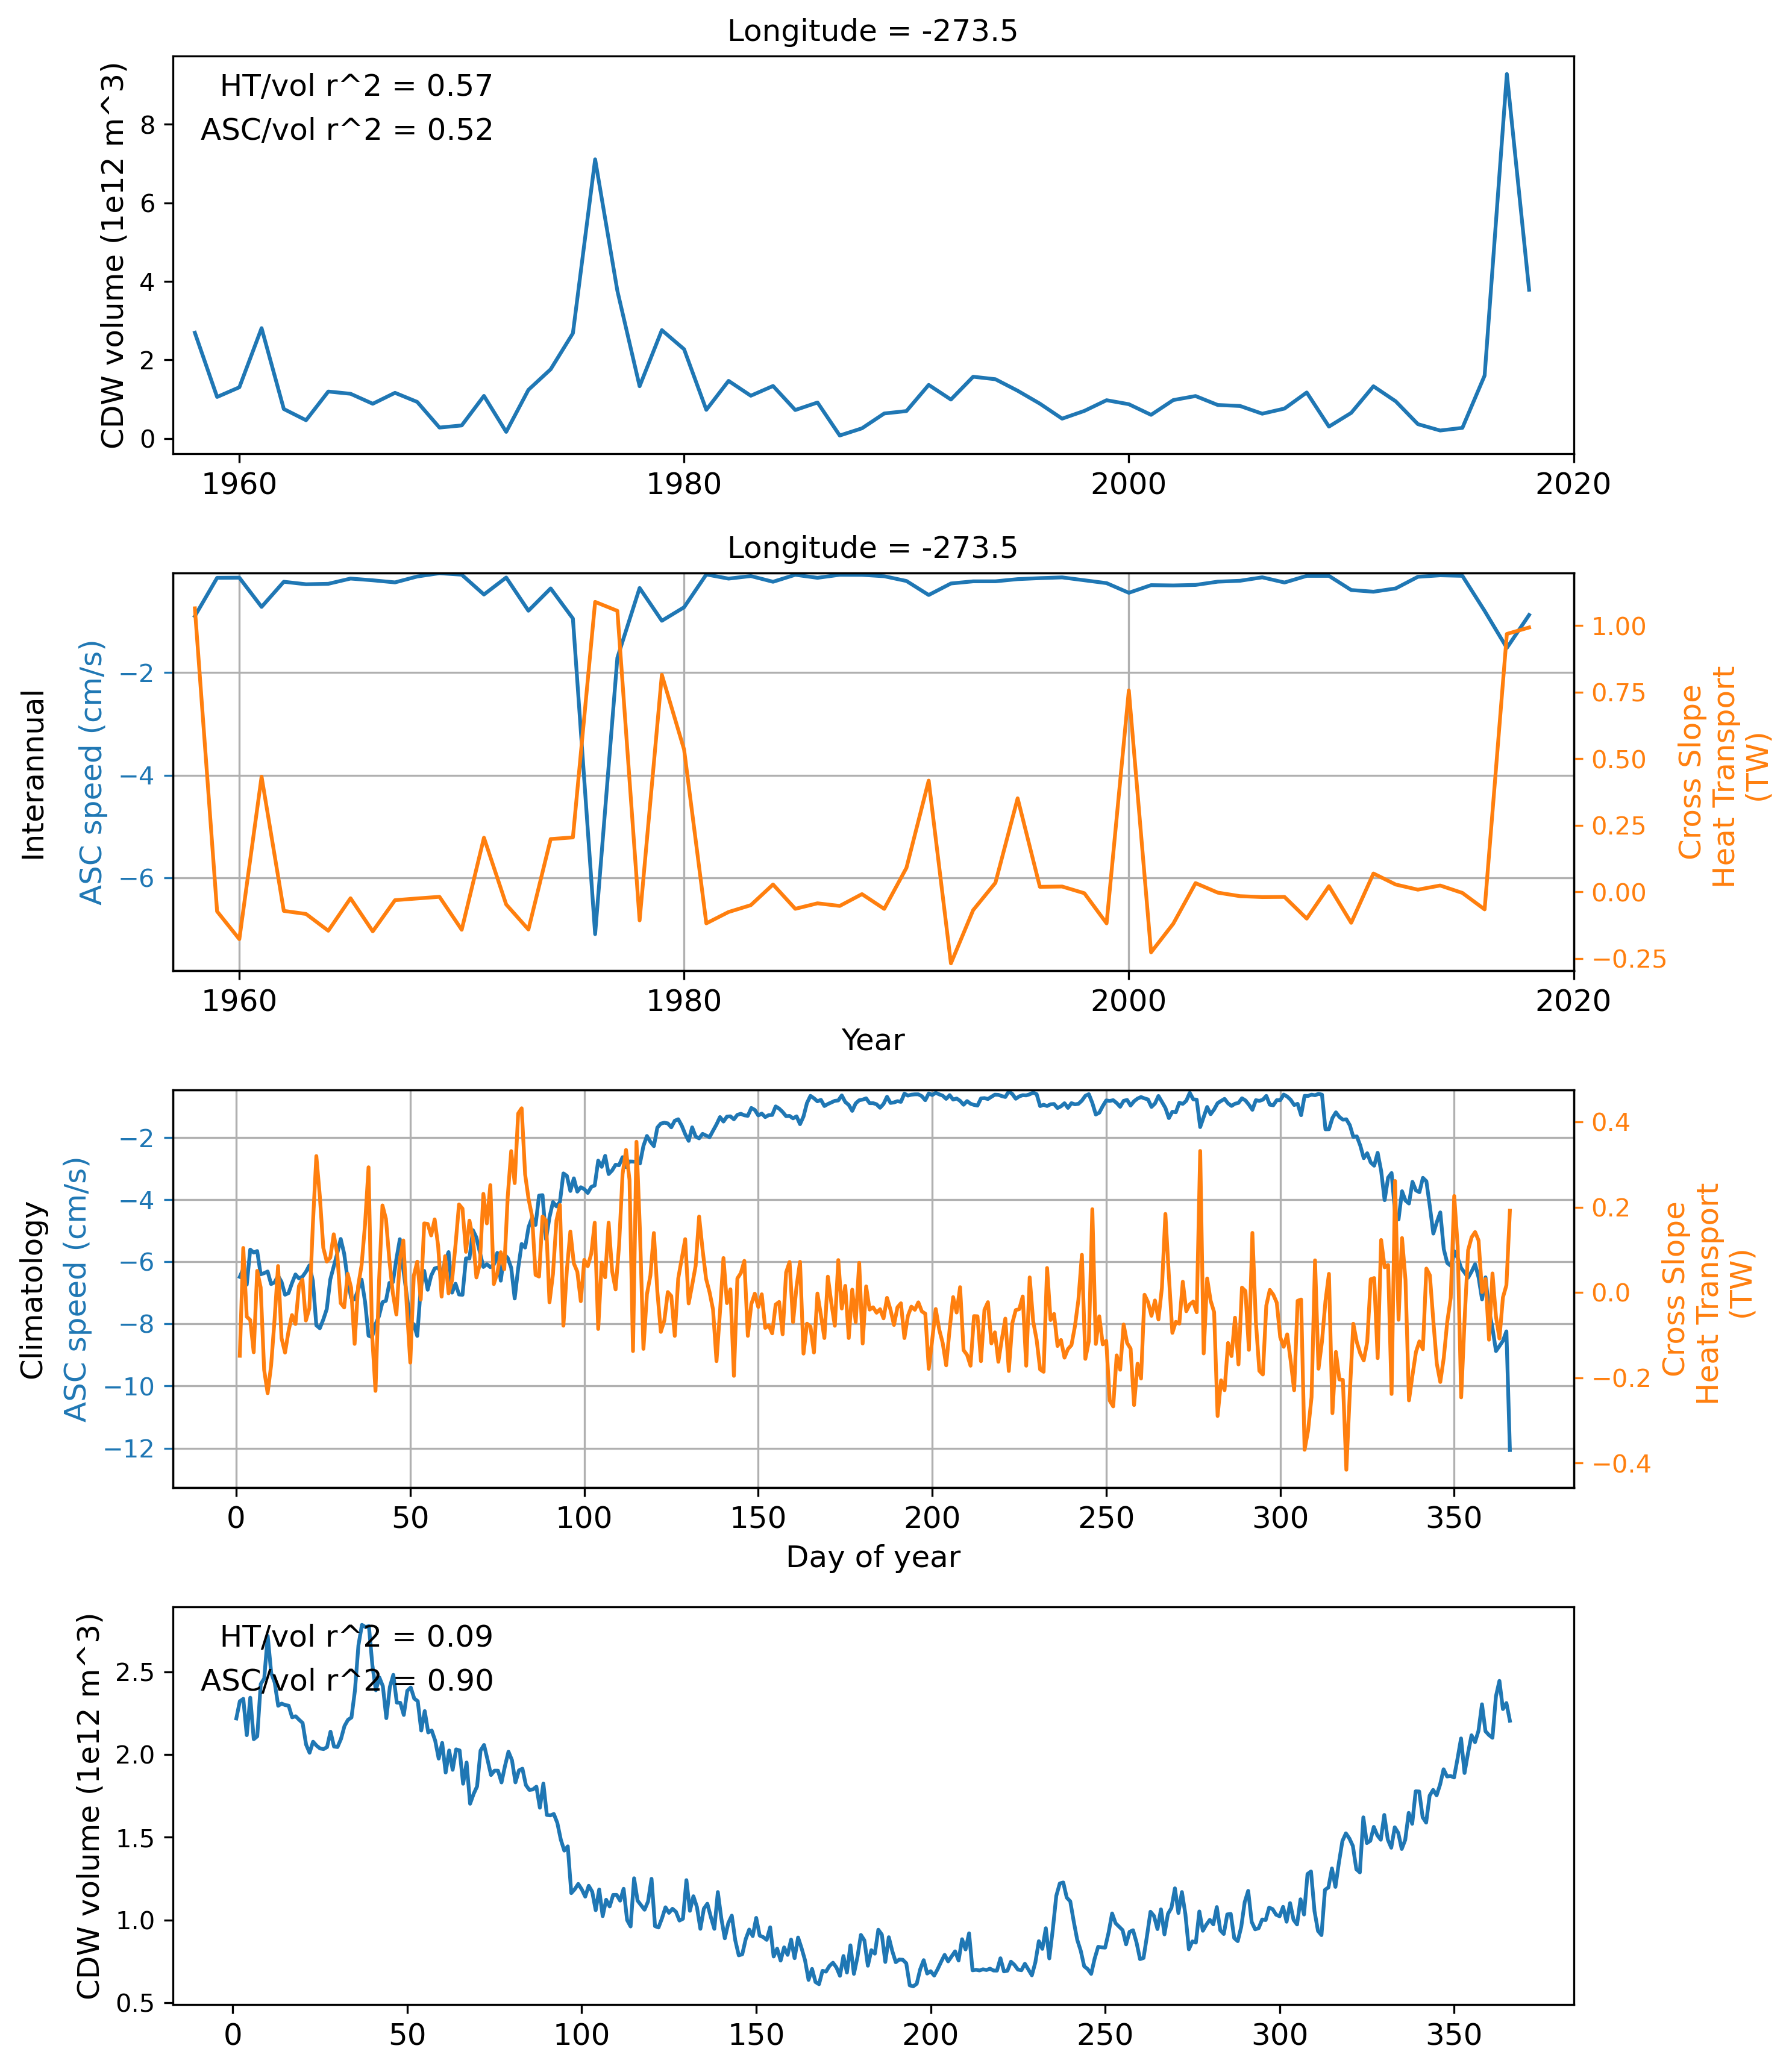 Longitude = -273.5
CDW volume (1e12 m^3)
HT/vol r^2 = 0.57
ASC/vol r^2 = 0.52
8
6
4
2
0
1960 1980 2000 2020
Longitude = -273.5
Interannual
ASC speed (cm/s)
−2
−4
−6
1.00
0.75
0.50
0.25
0.00
−0.25
Cross Slope
Heat Transport
(TW)
1960 1980 2000 2020
Year
Climatology
ASC speed (cm/s)
−2
−4
−6
−8
−10
−12
0.4
0.2
0.0
−0.2
−0.4
Cross Slope
Heat Transport
(TW)
0 50 100 150 200 250 300 350
Day of year
CDW volume (1e12 m^3)
HT/vol r^2 = 0.09
ASC/vol r^2 = 0.90
2.5
2.0
1.5
1.0
0.5
0 50 100 150 200 250 300 350